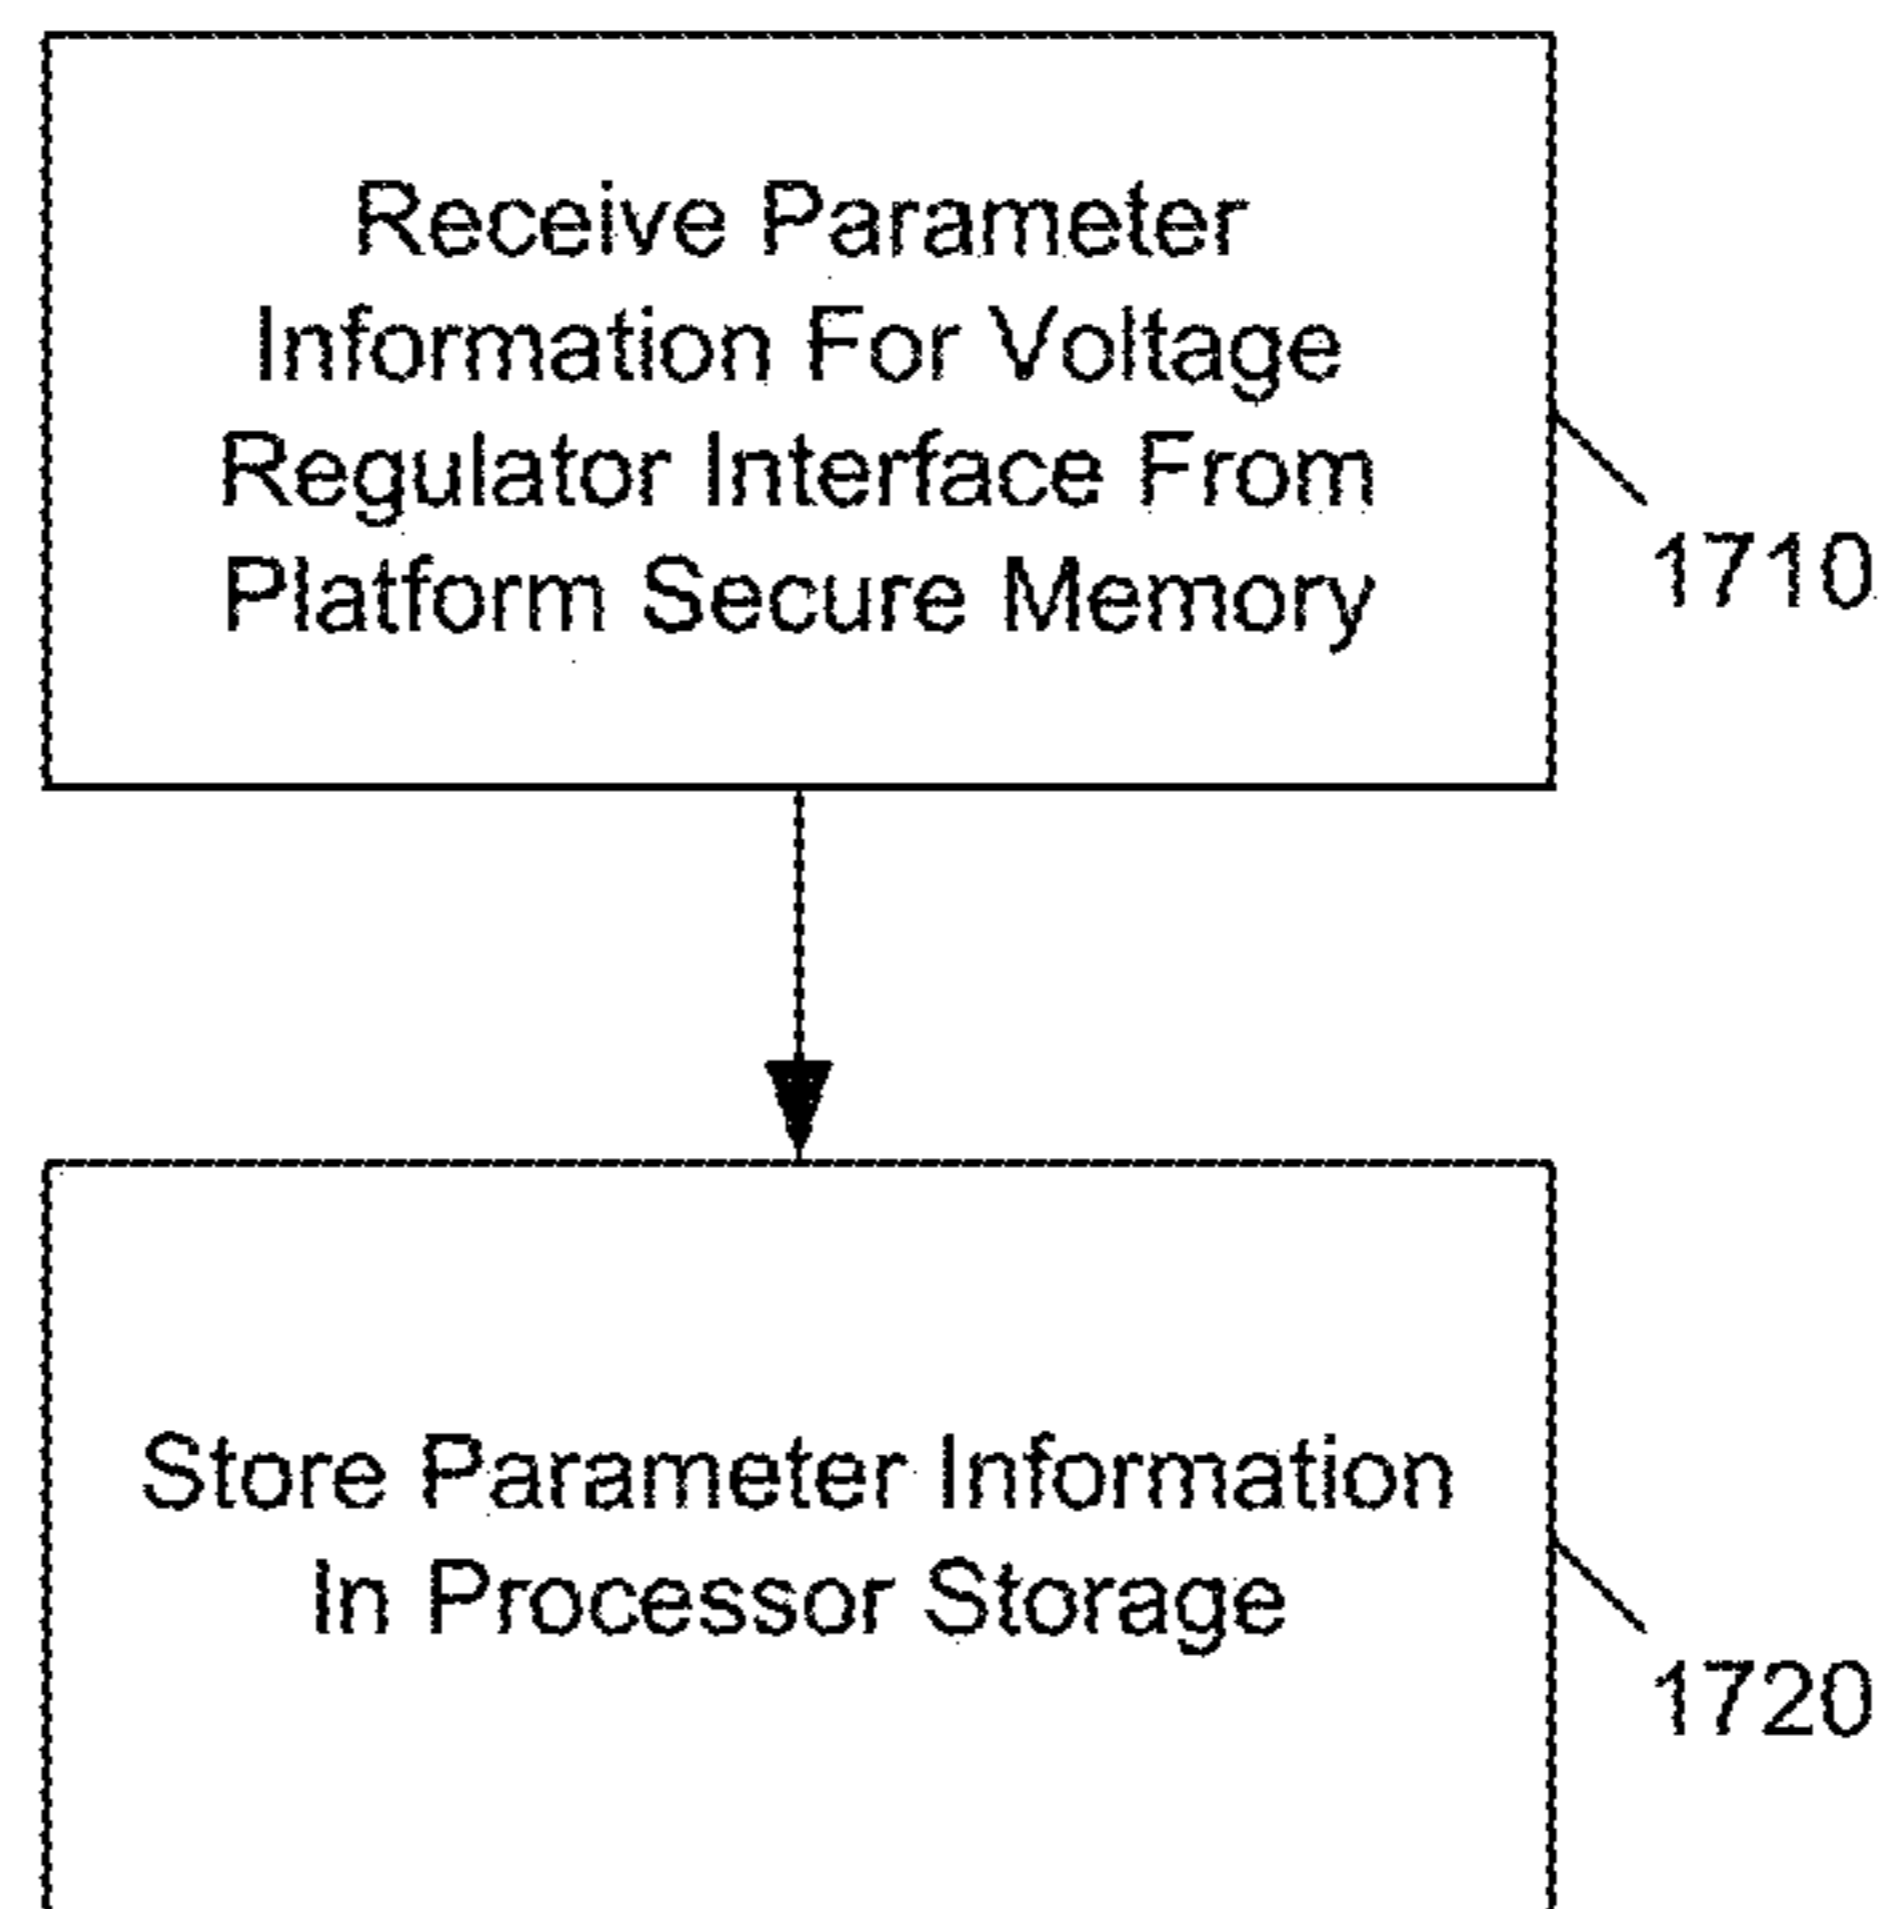 Receive Parameter
Information For Voltage
Regulator Interface From
Platform Secure Memory
1710
Store Parameter Information
In Processor Storage
1720